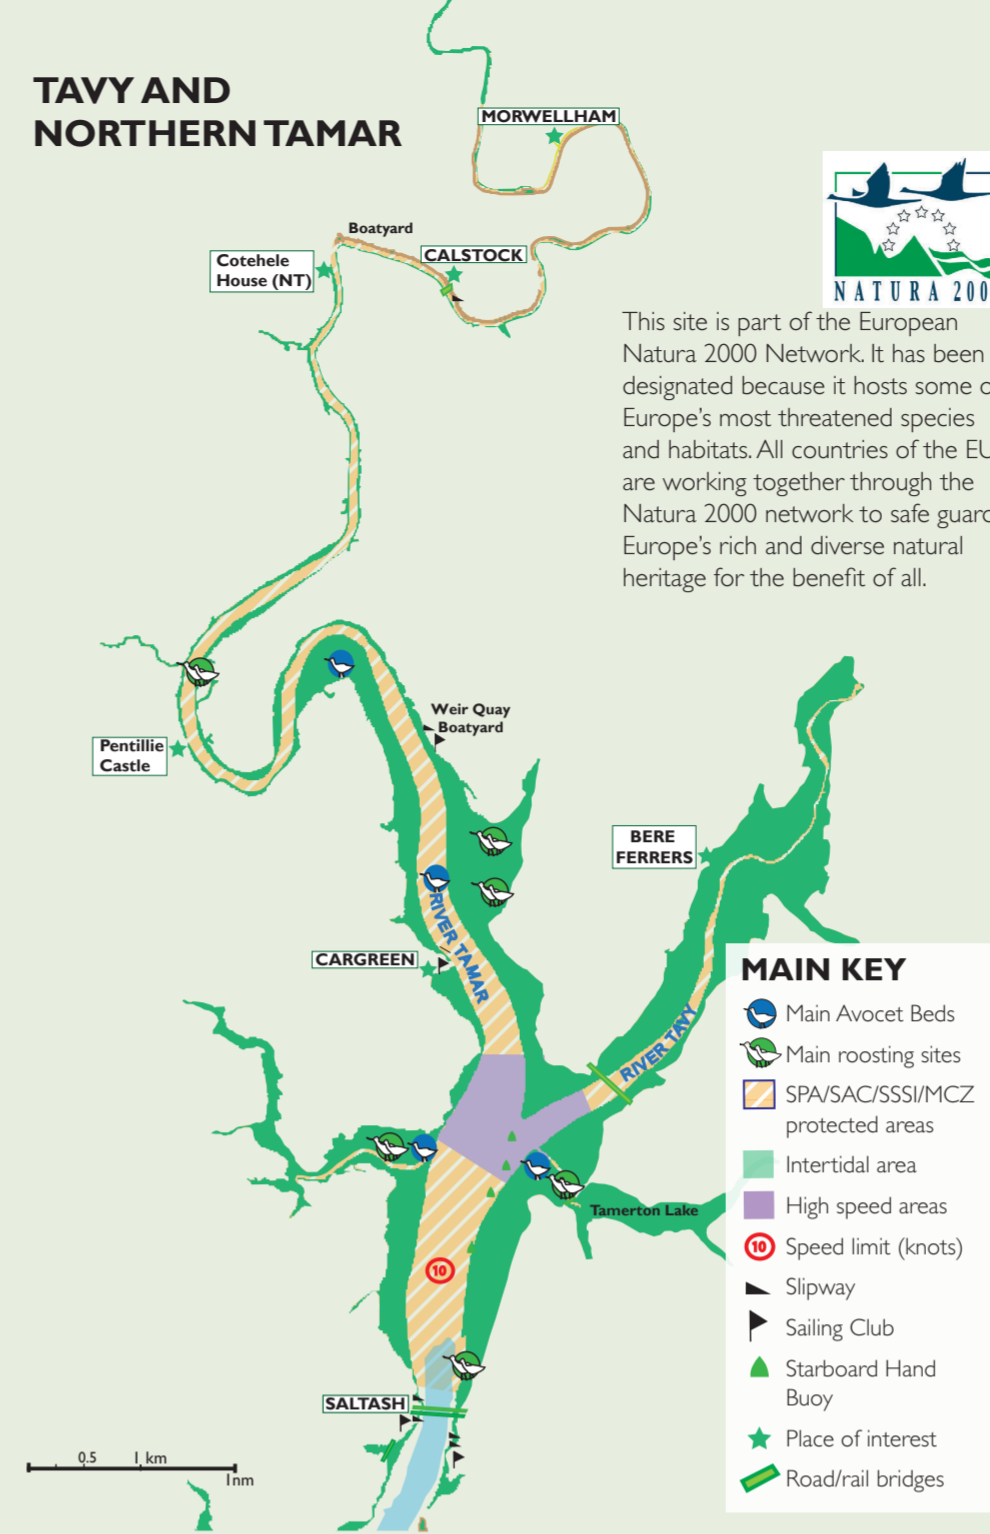 TAVY AND
NORTHERN TAMAR
MORWELLHAM
Boatyard
CALSTOCK
Cotehele
House (NT)
NATURA 200
This site is part of the European
Natura 2000 Network. It has been
designated because it hosts some o
Europe's most threatened species
and habitats. All countries of the EU
are working together through the
Natura 2000 network to safe guard
Europe's rich and diverse natural
heritage for the benefit of all.
Weir Quay
Boatyard
Pentillie
Castle
BERE
FERRERS
RIVER TAMAR
CARGREEN
RIVER TAVY
Tamerton Lake
10
SALTASH
0.5
1 km
1nm
MAIN KEY
Main Avocet Beds
Main roosting sites
SPA/SAC/SSSI/MCZ
protected areas
Intertidal area
High speed areas
10
Speed limit (knots)
Slipway
Sailing Club
Starboard Hand
Buoy
Place of interest
Road/rail bridges